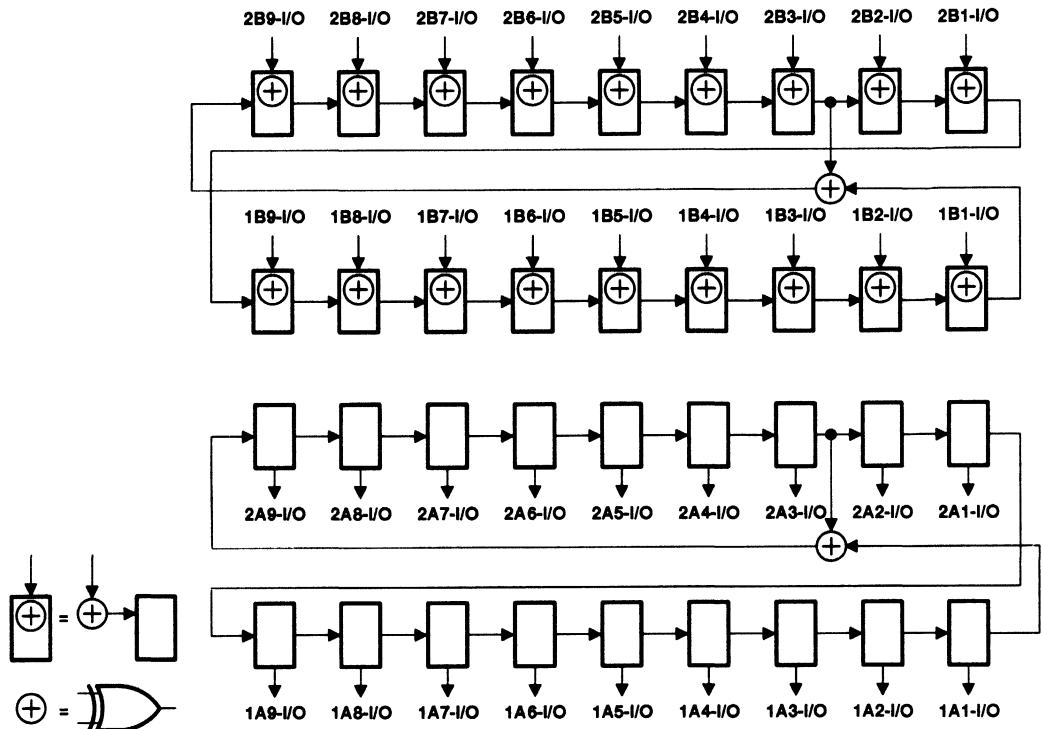 2B9-I/O 2B8-I/O 2B7-I/O 2B6-I/O 2B5-I/O 2B4-I/O 2B3-I/O 2B2-I/O 2B1-I/O
1B9-I/O 1B8-I/O 1B7-I/O 1B6-I/O 1B5-I/O 1B4-I/O 1B3-I/O 1B2-I/O 1B1-I/O
2A9-I/O 2A8-I/O 2A7-I/O 2A6-I/O 2A5-I/O 2A4-I/O 2A3-I/O 2A2-I/O 2A1-I/O
=
=
1A9-I/O 1A8-I/O 1A7-I/O 1A6-I/O 1A5-I/O 1A4-I/O 1A3-I/O 1A2-I/O 1A1-I/O